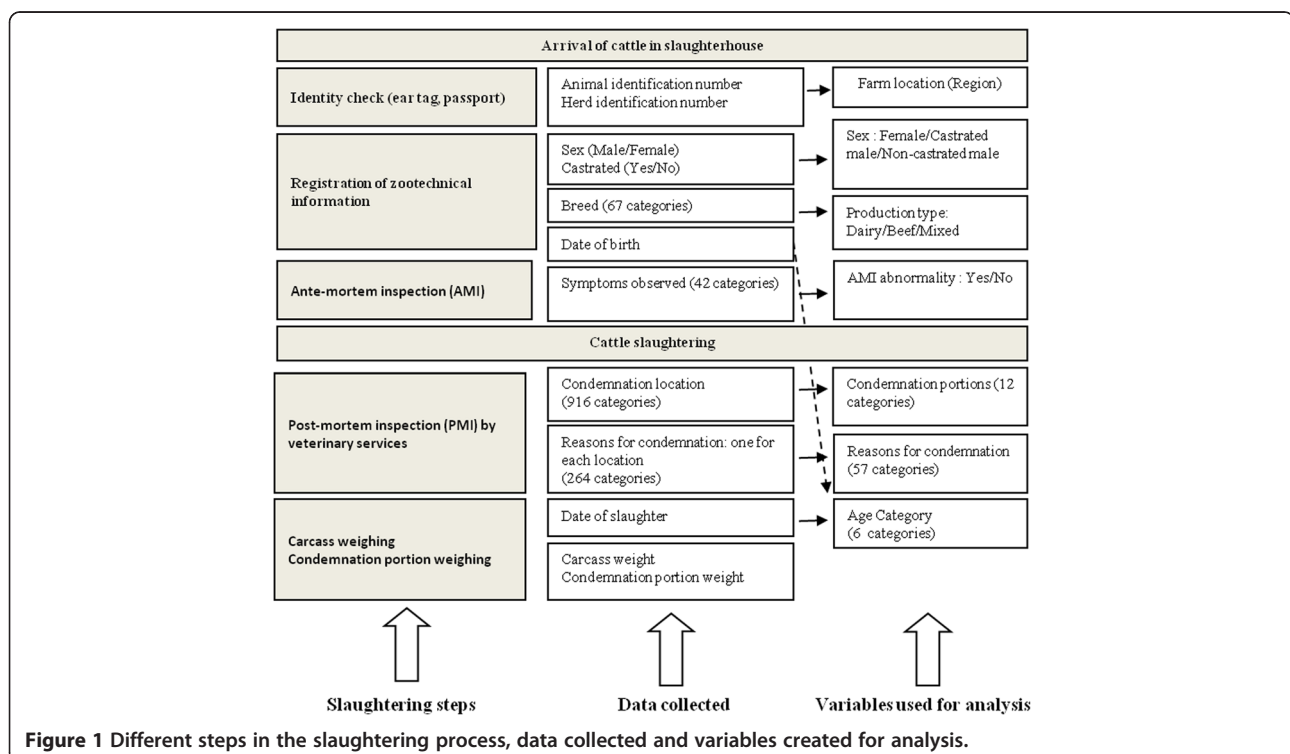 Arrival of cattle in slaughterhouse
Identity check (ear tag, passport)
Animal identification number
Herd identification number
Farm location (Region)
Registration of zootechnical
information
Sex (Male/Female)
Castrated (Yes/No)
Sex : Female/Castrated
male/Non-castrated male
Breed (67 categories)
Production type:
Dairy/Beef/Mixed
Date of birth
Ante-mortem inspection (AMI)
Symptoms observed (42 categories)
AMI abnormality : Yes/No
Cattle slaughtering
Post-mortem inspection (PMI) by
veterinary services
Condemnation location
(916 categories)
Condemnation portions (12
categories)
Reasons for condemnation: one for
each location
(264 categories)
Reasons for condemnation
(57 categories)
Carcass weighing
Condemnation portion weighing
Date of slaughter
Age Category
(6 categories)
Carcass weight
Condemnation portion weight
Slaughtering steps
Data collected
Variables used for analysis
Figure 1 Different steps in the slaughtering process, data collected and variables created for analysis.